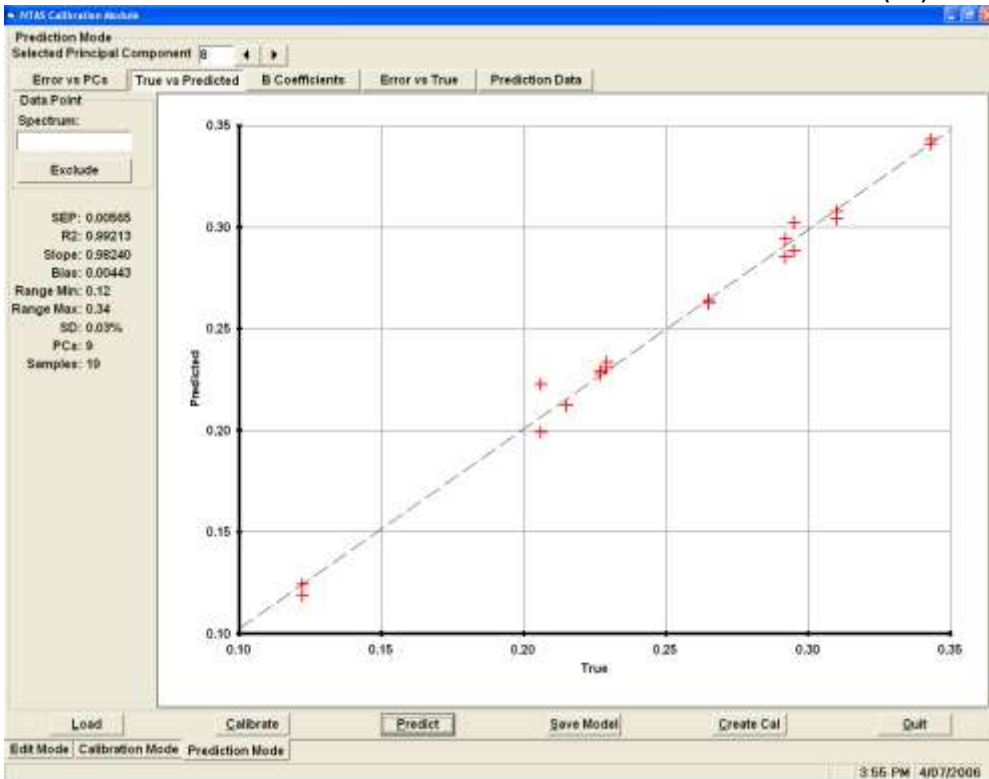 NTAS Calibration Module
Prediction Mode
Selected Principal Component 8
Error vs PCs True vs Predicted B Coefficients Error vs True Prediction Data
Data Point
Spectrum:
Exclude
SEP: 0.00565
R2: 0.99213
Slope: 0.98240
Bias: 0.00443
Range Min: 0.12
Range Max: 0.34
SD: 0.03%
PCs: 9
Samples: 19
0.35
0.30
0.25
0.20
0.15
0.10
Predicted
0.10 0.15 0.20 0.25 0.30 0.35
True
Load Calibrate Predict Save Model Create Cal Quit
Edit Mode Calibration Mode Prediction Mode
3:55 PM 4/07/2006